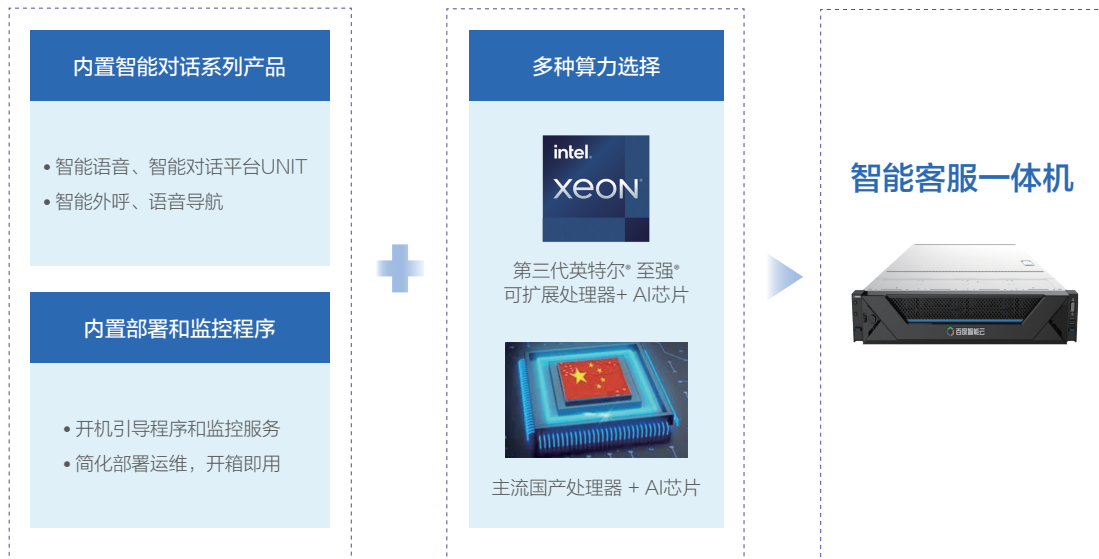 内置智能对话系列产品
• 智能语音、智能对话平台UNIT
• 智能外呼、语音导航
内置部署和监控程序
• 开机引导程序和监控服务
• 简化部署运维，开箱即用
多种算力选择
intel.
xeon®
第三代英特尔® 至强®
可扩展处理器+ AI芯片
主流国产处理器 + AI芯片
智能客服一体机
百度智能云